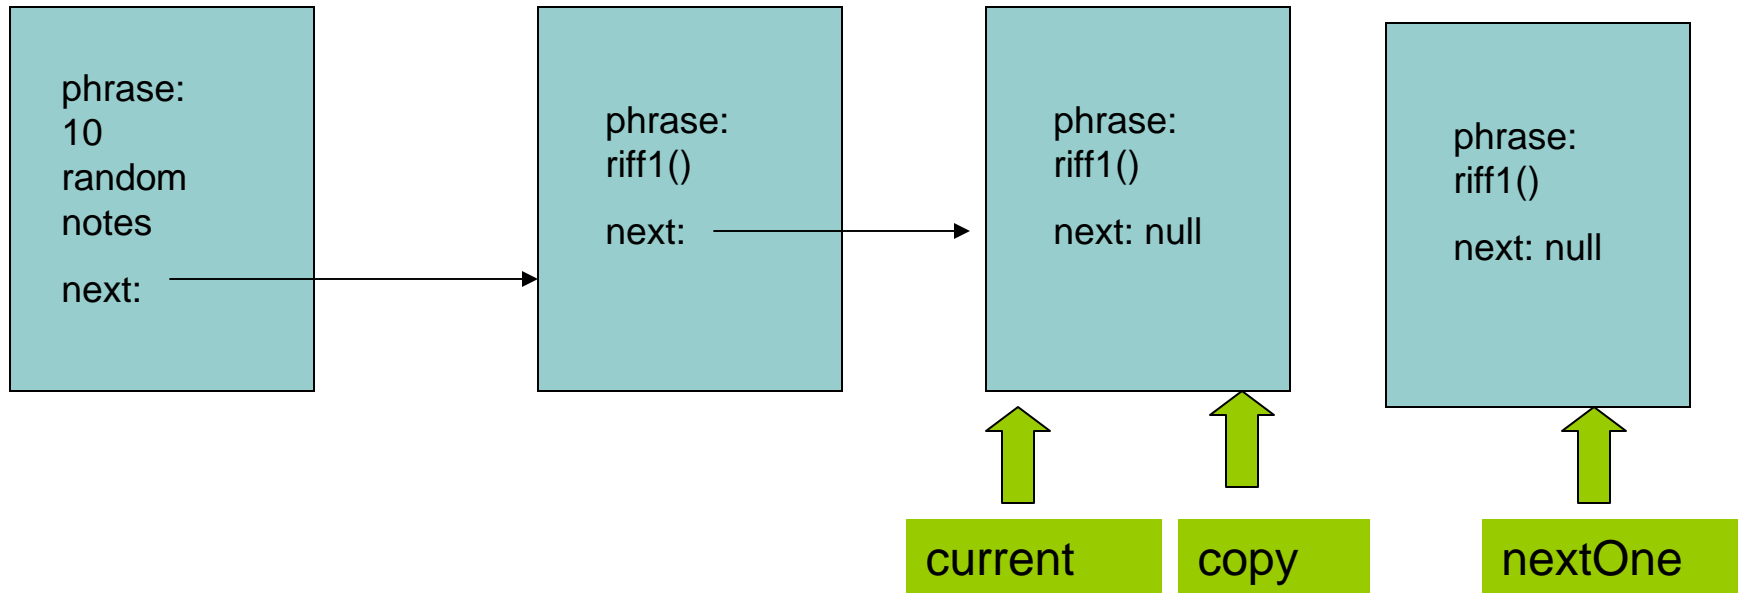 phrase:
10
random
notes
next:
phrase:
riff1()
next:
phrase:
riff1()
next: null
phrase:
riff1()
next: null
current
copy
nextOne